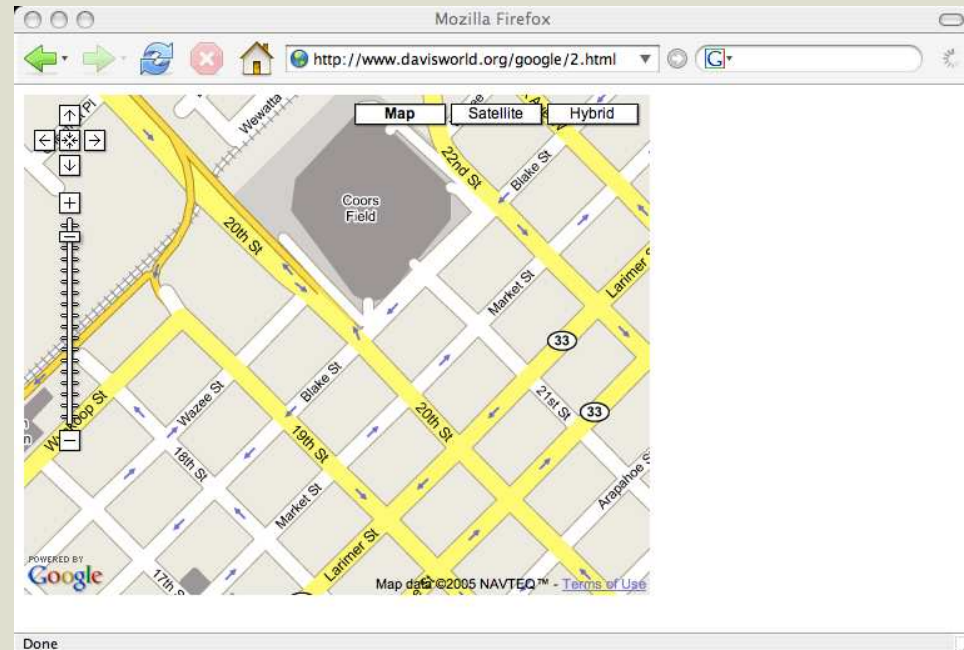 Mozilla Firefox
http://www.davisworld.org/google/2.html
G
Map
Satellite
Hybrid
Wewatta
22nd St
Blake St
Coors
Field
20th St
Larimer
Market St
33
Blake St
21st St
33
Wazee St
20th St
19th St
18th St
Arapahoe S
Market St
Larimer St
17th S
POWERED BY
Google
Map data ©2005 NAVTEQ™ - Terms of Use
Done